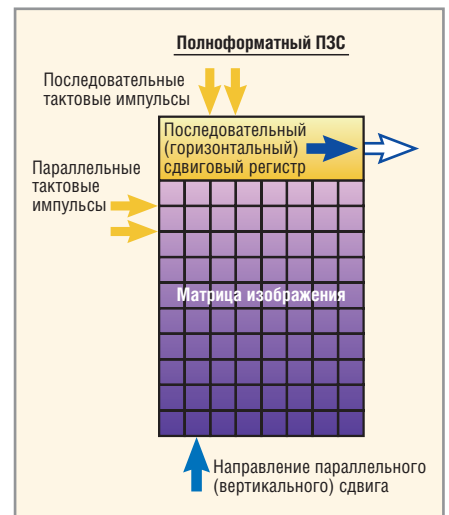 Полноформатный ПЗС
Последовательные
тактовые импульсы
Последовательный
(горизонтальный)
сдвиговый регистр
Параллельные
тактовые
импульсы
Матрица изображения
Направление параллельного
(вертикального) сдвига